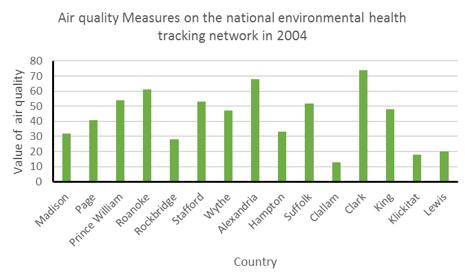 Air quality Measures on the national environmental health
tracking network in 2004
Value of air quality
80
70
60
50
40
30
20
10
0
Madison
Page
Prince William
Roanoke
Rockbridge
Stafford
Wythe
Alexandria
Hampton
Suffolk
Clallam
Clark
King
Klickitat
Lewis
Country